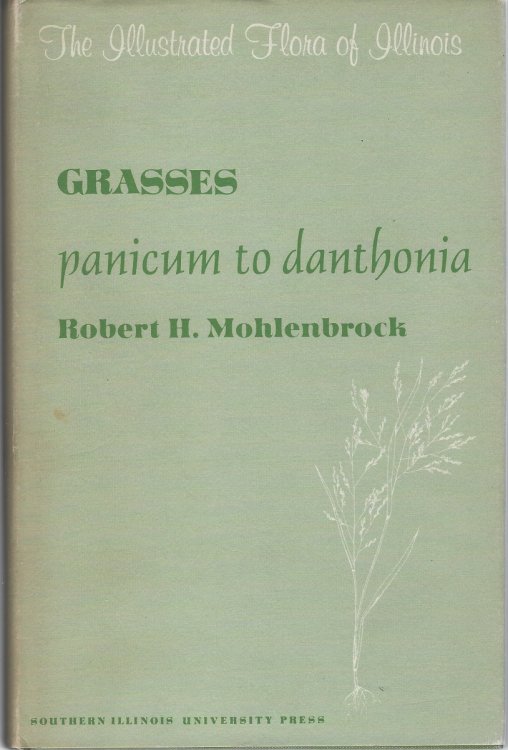 The Illustrated Flora of Illinois
GRASSES
panicum to danthonia
Robert H. Mohlenbrock
SOUTHERN ILLINOIS UNIVERSITY PRESS